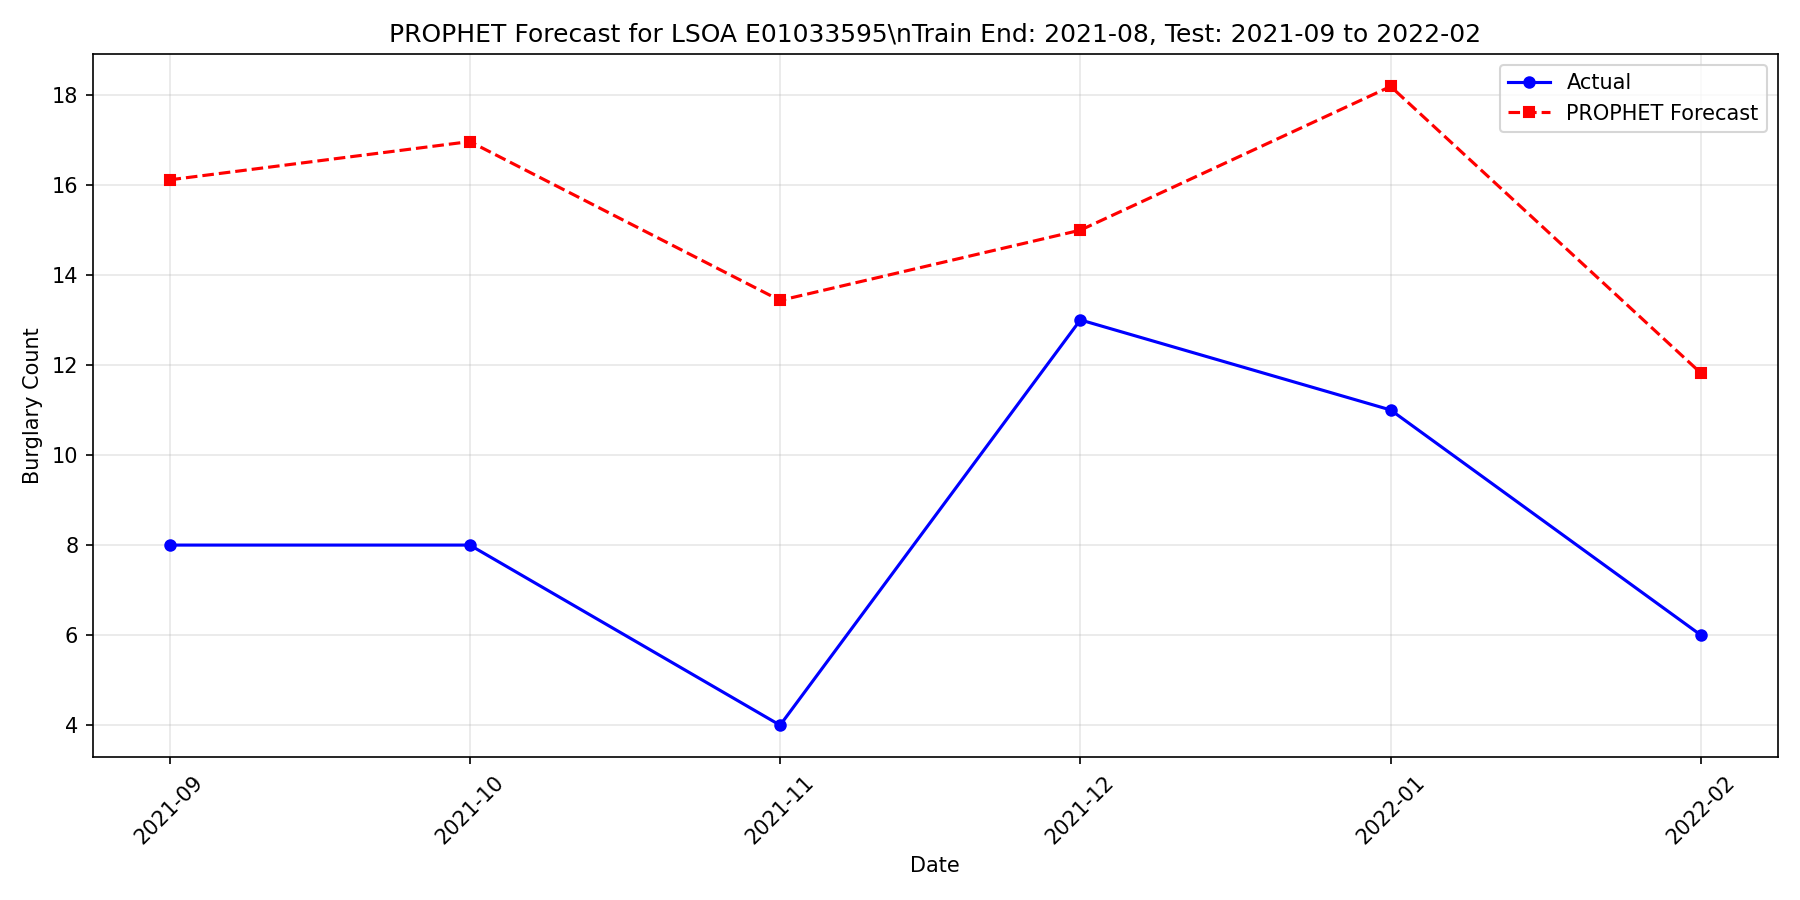 PROPHET Forecast for LSOA E01033595\nTrain End: 2021-08, Test: 2021-09 to 2022-02
Actual
PROPHET Forecast
Burglary Count
18
16
14
12
10
8
6
4
2021-09
2021-10
2021-11
2021-12
2022-01
2022-02
Date